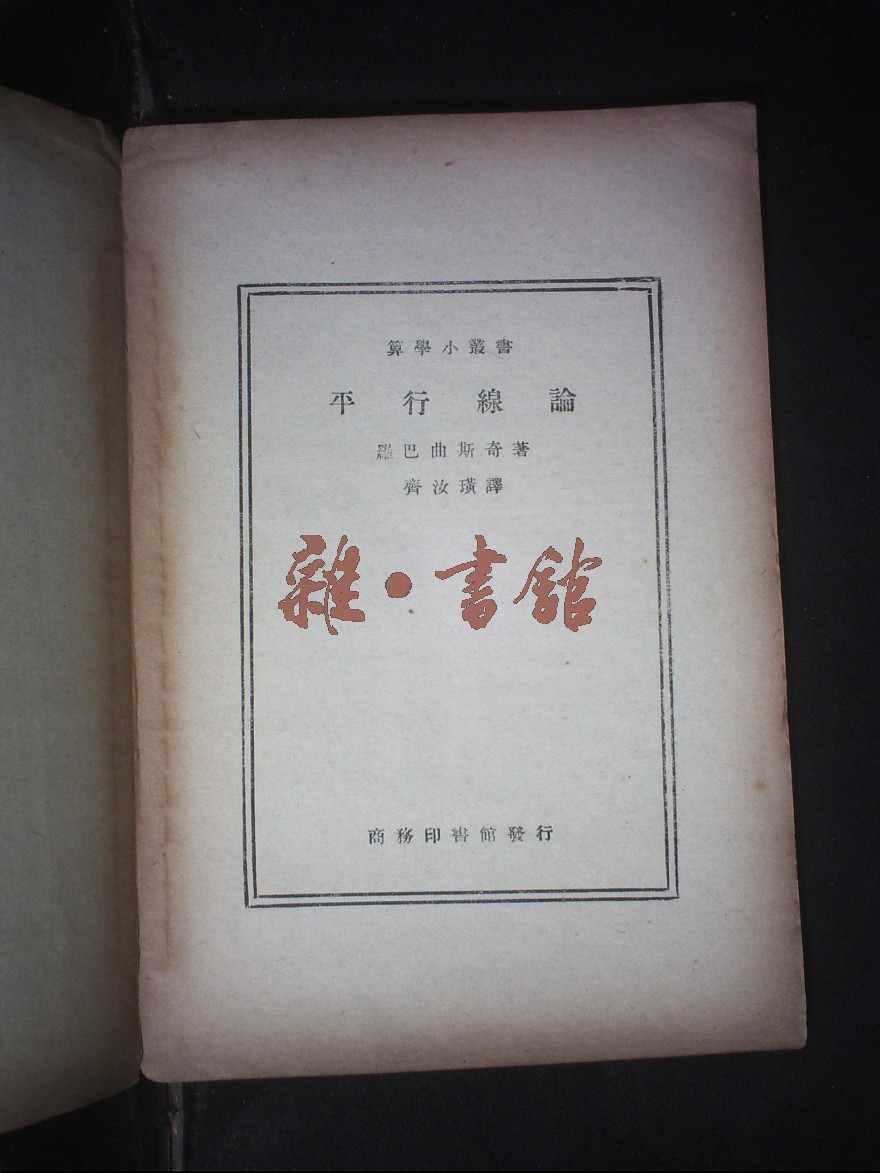 算學小叢書
平行線論
羅巴曲斯奇著
齊汝璜譯
雜·書館
商務印書館發行